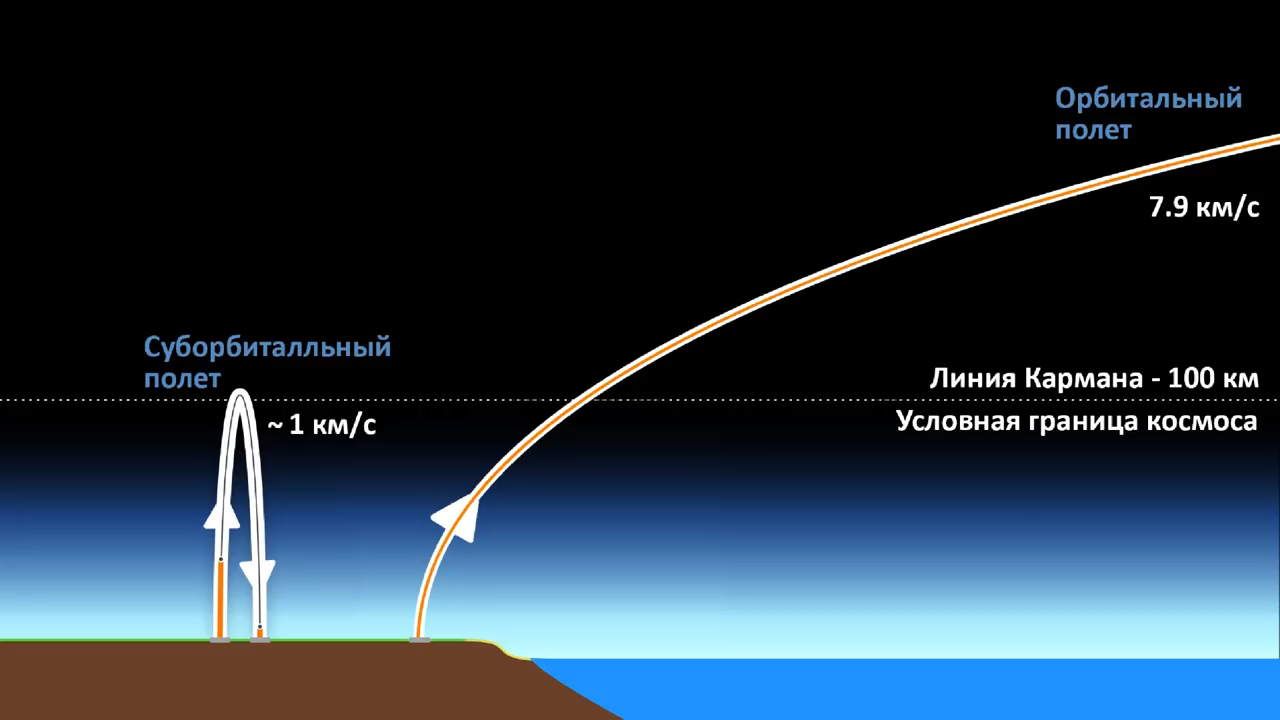 Орбитальный
полет
7.9 км/с
Суборбиталльный
полет
~ 1 км/с
Линия Кармана - 100 км
Условная граница космоса